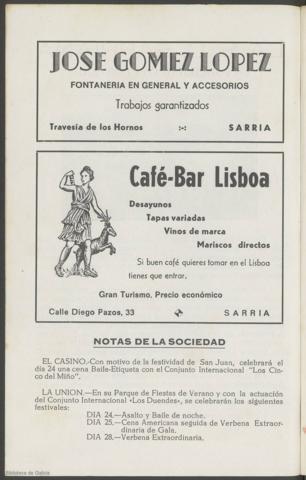 JOSE GOMEZ LOPEZ
FONTANERIA EN GENERAL Y ACCESORIOS
Trabajos garantizados
Travesía de los Hornos :-: SARRIA
Café-Bar Lisboa
Desayunos
Tapas variadas
Vinos de marca
Mariscos directos
Si buen café quieres tomar en el Lisboa
tienes que entrar.
Gran Turismo. Precio económico
Calle Diego Pazos, 33 SARRIA
NOTAS DE LA SOCIEDAD
EL CASINO.-Con motivo de la festividad de San Juan, celebrará el
día 24 una cena Baile-Etiqueta con el Conjunto Internacional "Los Cin-
co del Miño".
LA UNION.—En su Parque de Fiestas de Verano y con la actuación
del Conjunto Internacional «Los Duendes», se celebrarán los siguientes
festivales:
DIA 24.—Asalto y Baile de noche.
DIA 25.—Cena Americana seguida de Verbena Extraor-
dinaria de Gala.
DIA 28.—Verbena Extraordinaria.
Biblioteca de Galicia